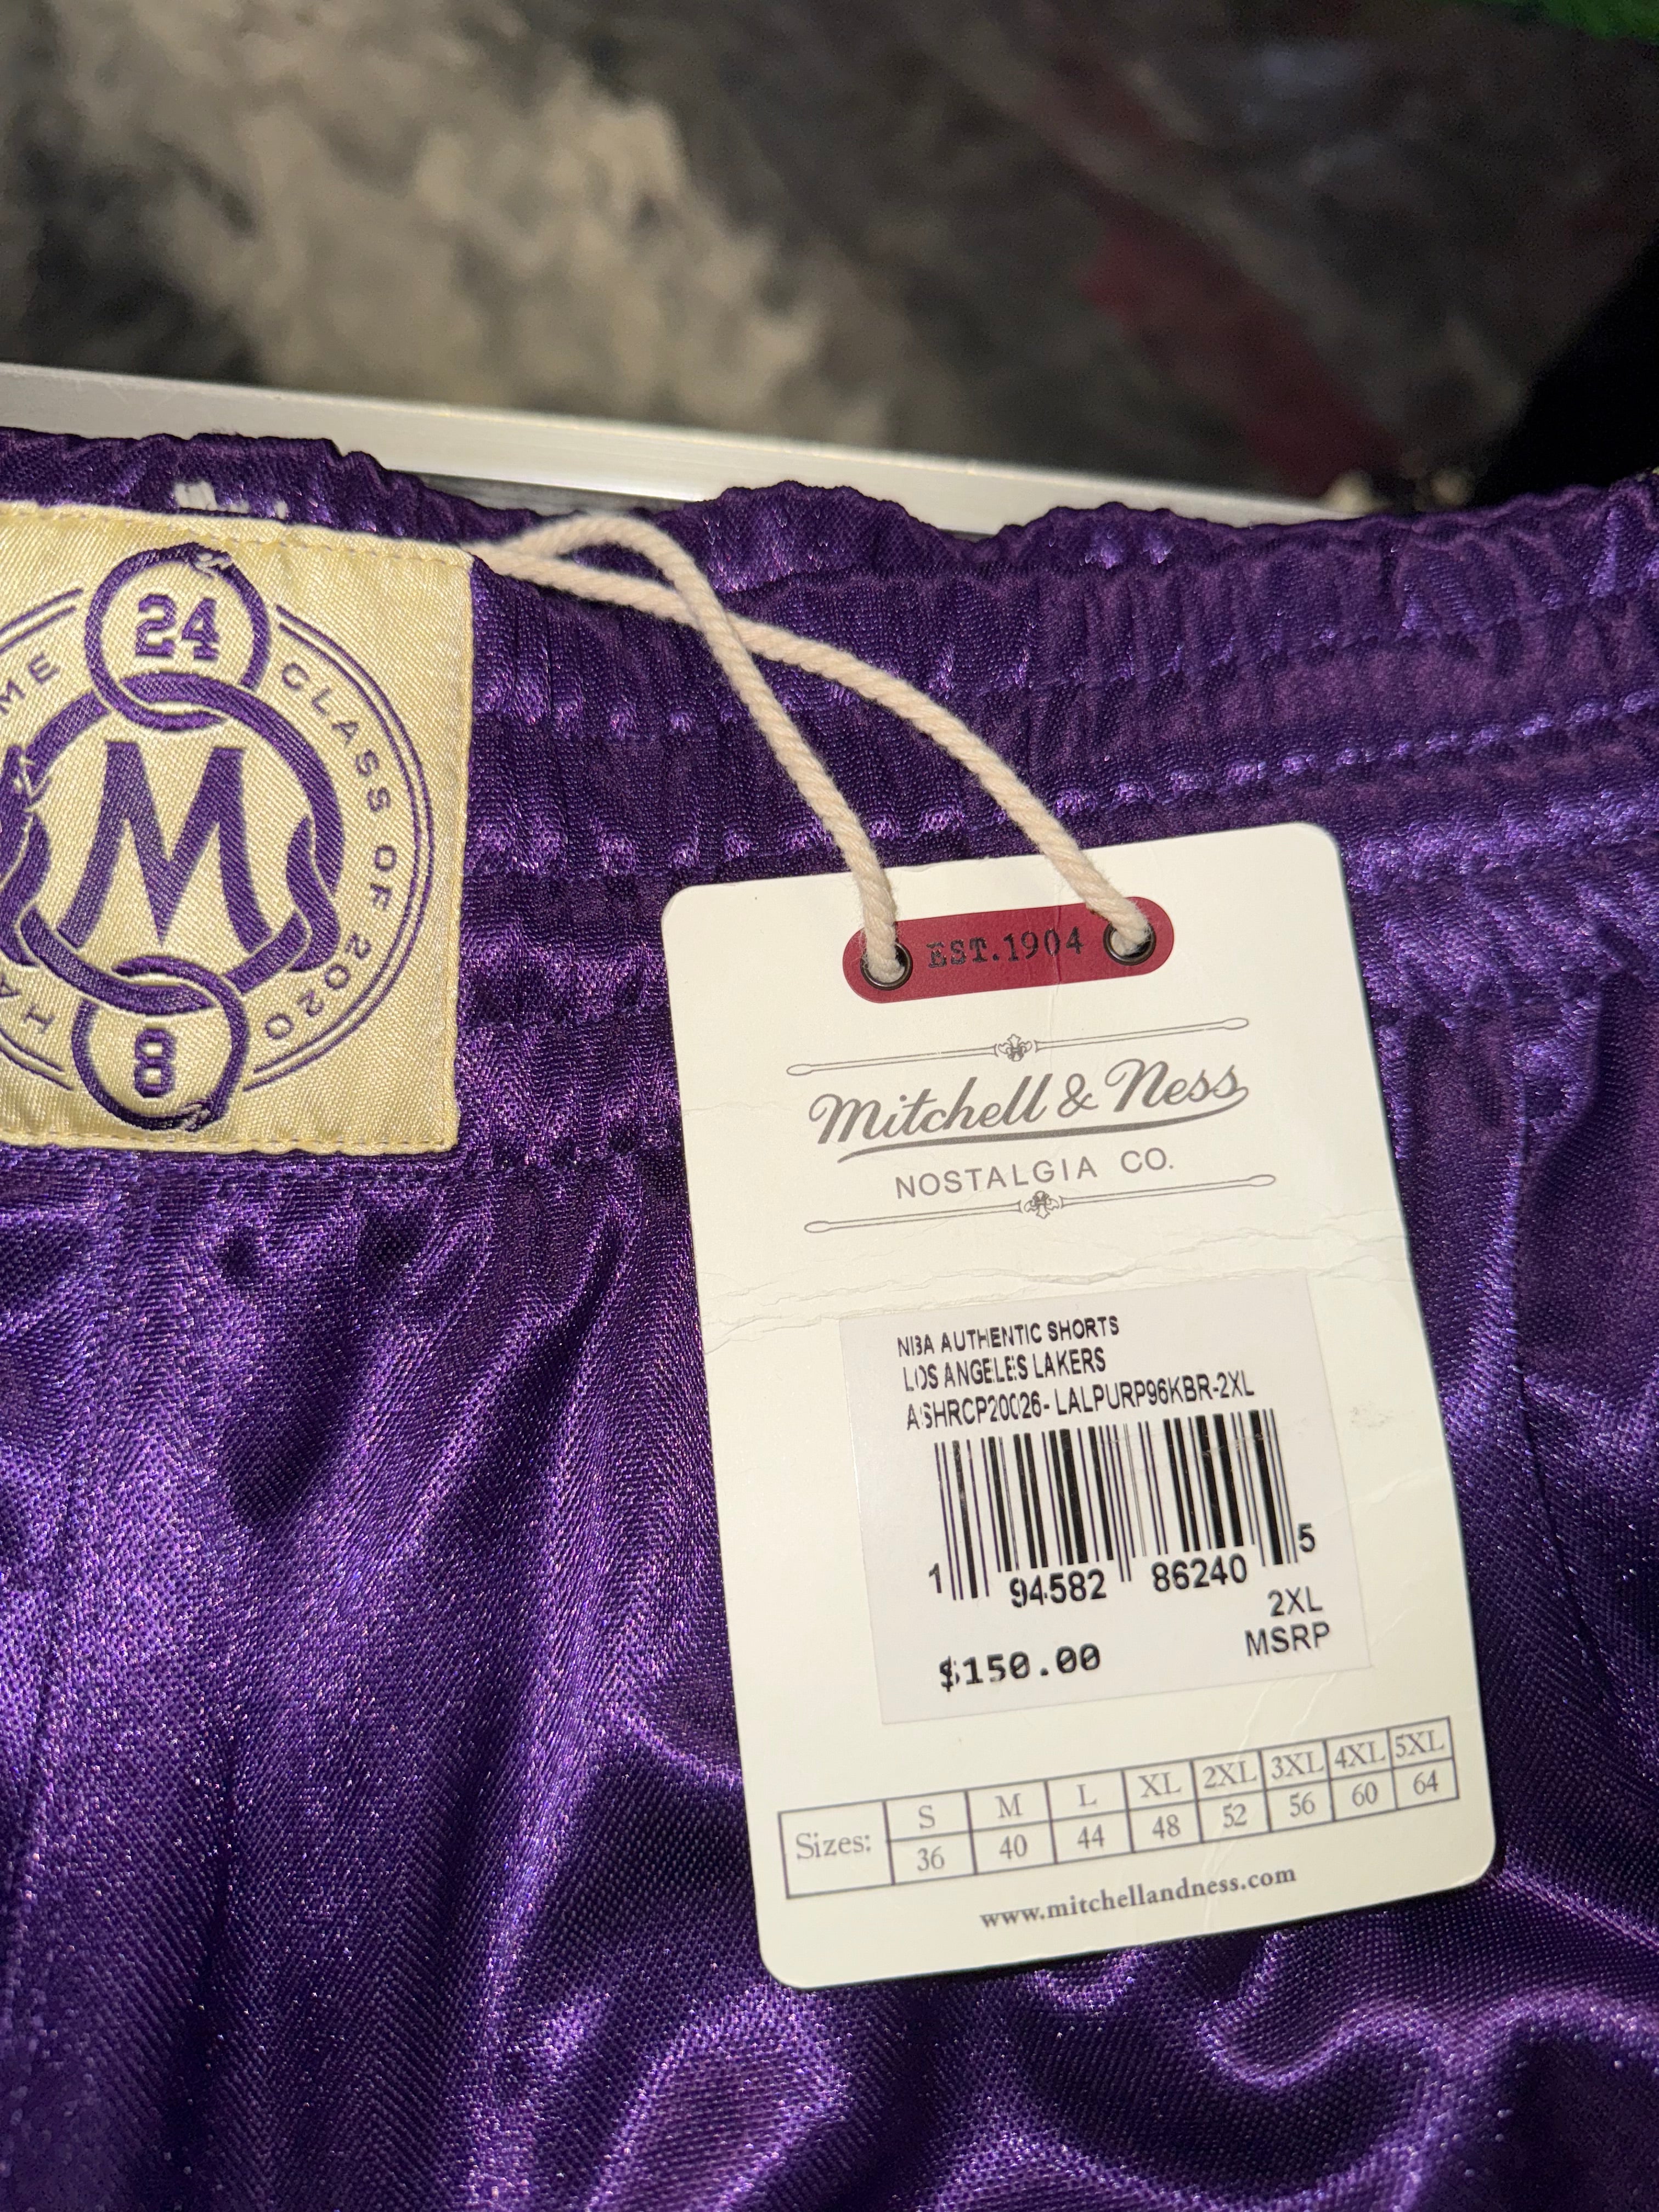 24
ME
CLASS OF 2020
M
HA
8
EST.1904
Mitchell & Ness
NOSTALGIA CO.
NBA AUTHENTIC SHORTS
LOS ANGELES LAKERS
ASHRCP20026- LALPURP96KBR-2XL
1 94582 86240 5
2XL
$150.00 MSRP
Sizes: S M L XL 2XL 3XL 4XL 5XL
36 40 44 48 52 56 60 64
www.mitchellandness.com